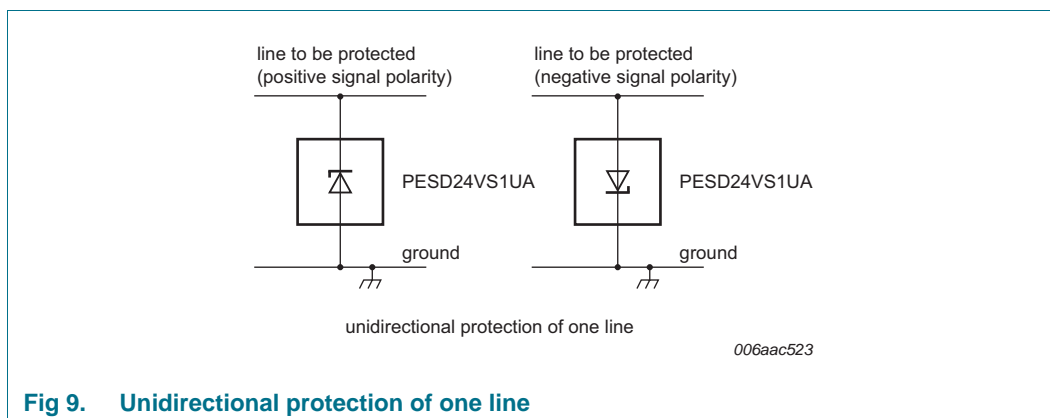 line to be protected
(positive signal polarity)
line to be protected
(negative signal polarity)
PESD24VS1UA
PESD24VS1UA
ground
ground
unidirectional protection of one line
006aac523
Fig 9. Unidirectional protection of one line